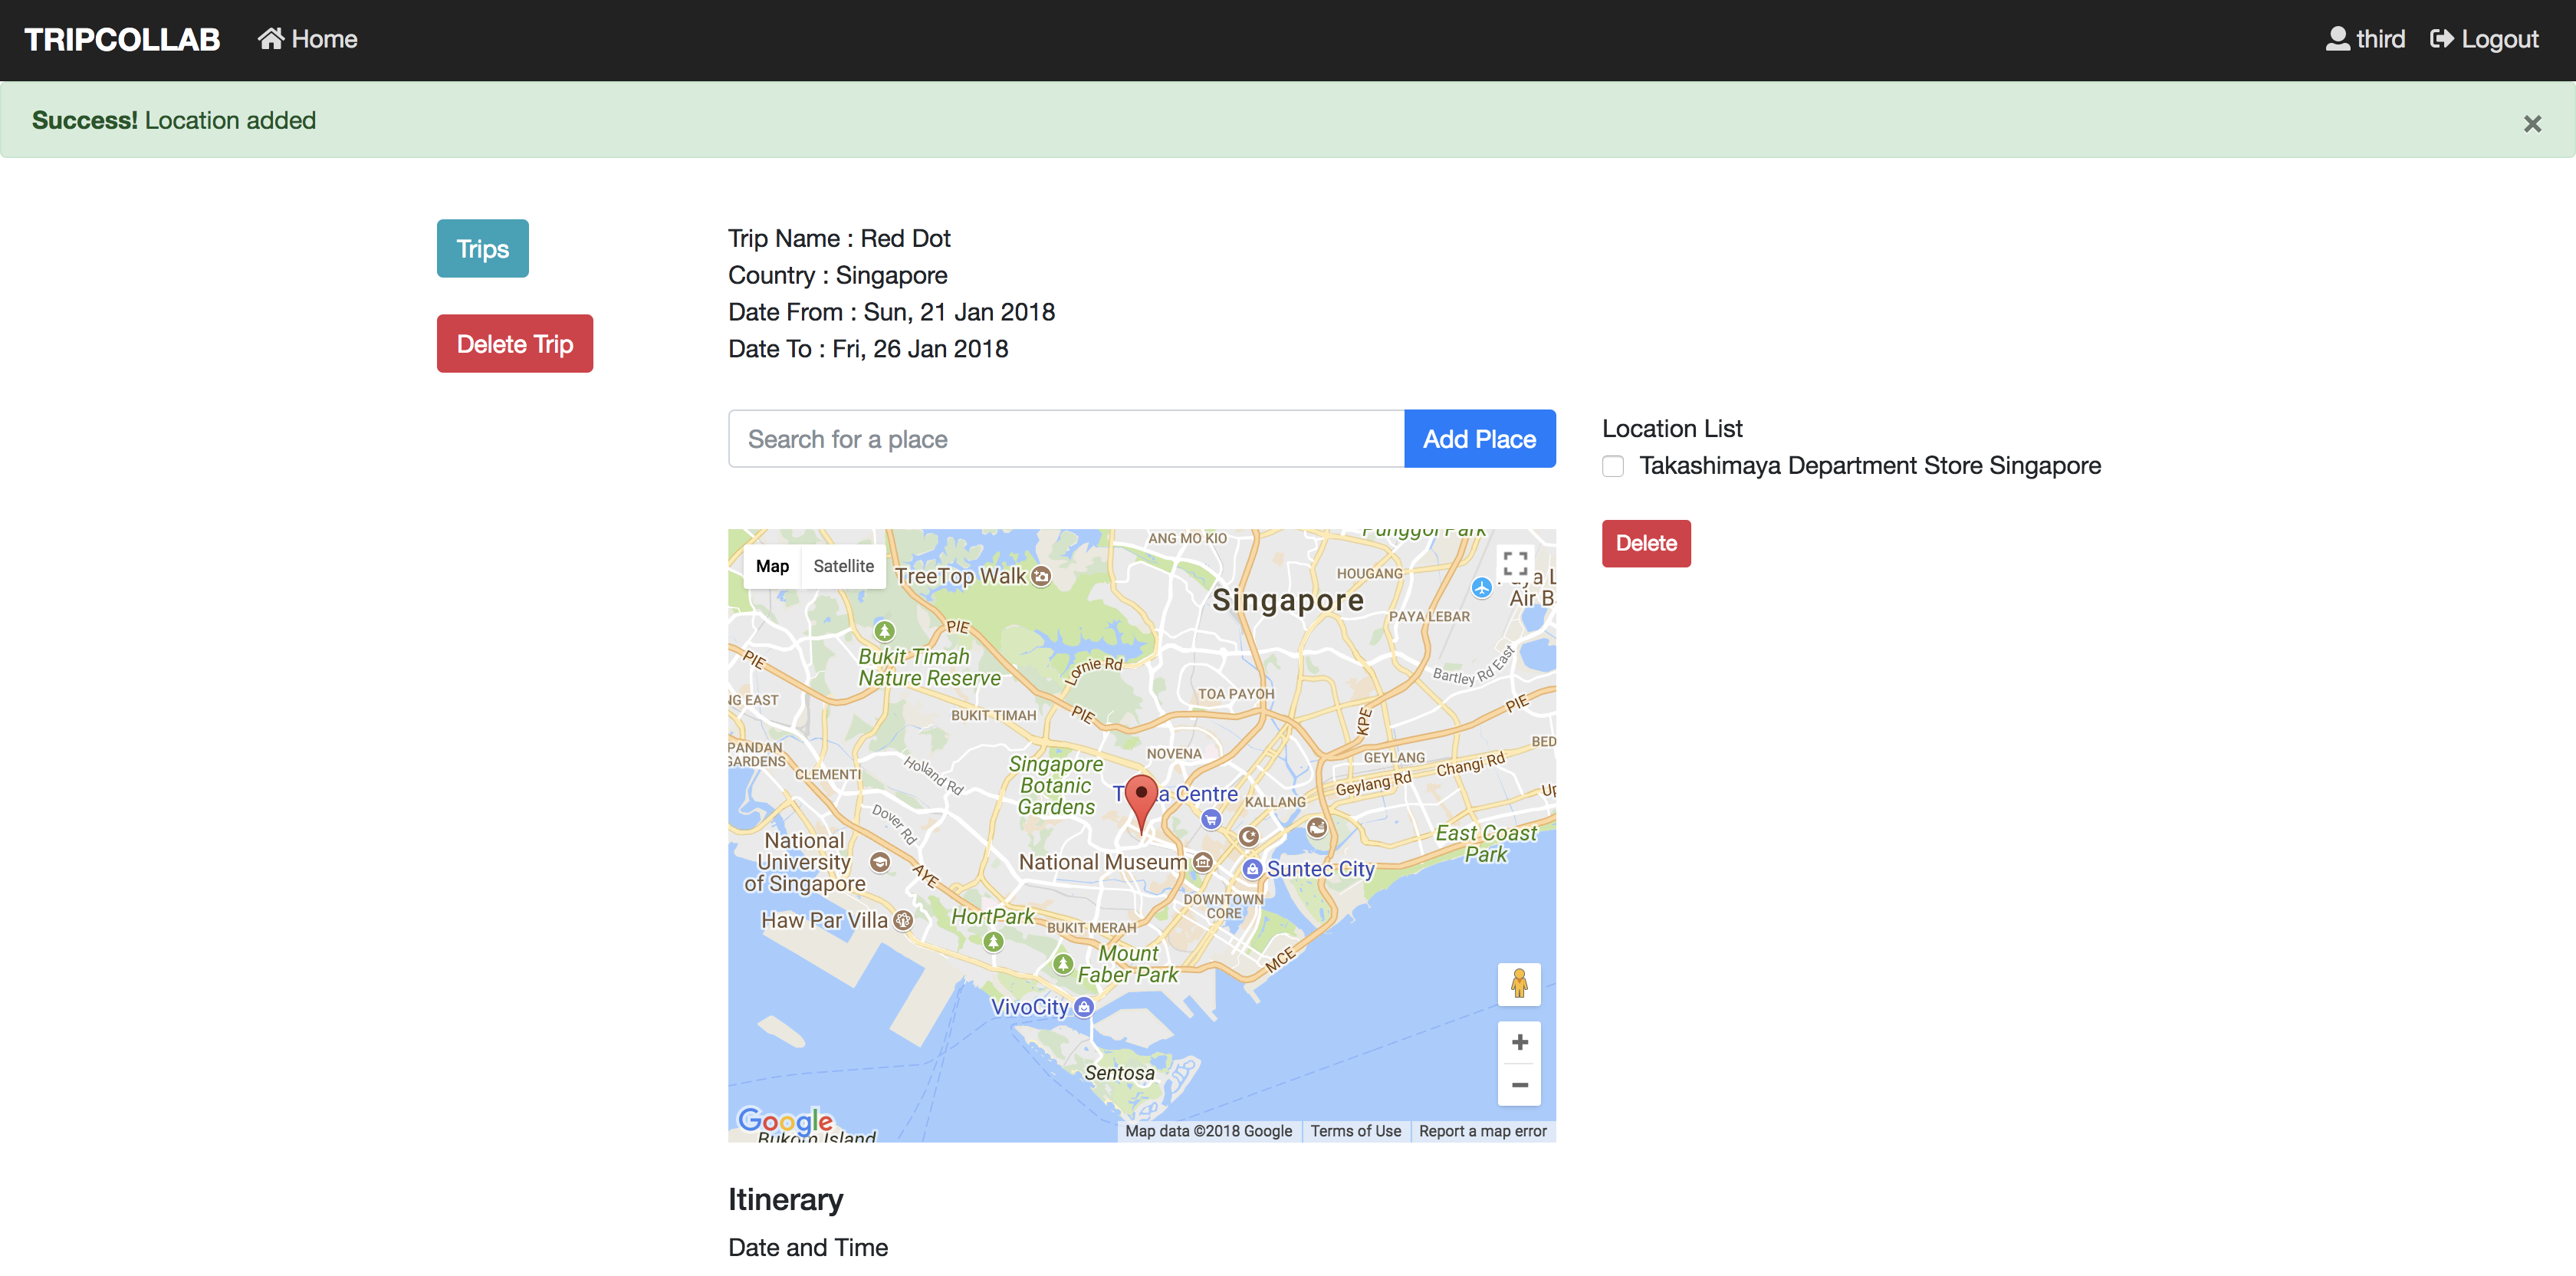 TRIPCOLLAB Home third Logout
Success! Location added ×
Trips
Delete Trip
Trip Name : Red Dot
Country : Singapore
Date From : Sun, 21 Jan 2018
Date To : Fri, 26 Jan 2018
Search for a place Add Place
Location List
Takashimaya Department Store Singapore
Delete
Map Satellite
ANG MO KIO
Punggol Park
TreeTop Walk
HOUGANG
Singapore
Air B
PAYA LEBAR
PIE
Bukit Timah
Nature Reserve
PIE
Lornie Rd
Bartley Rd East
TOA PAYOH
NG EAST
BUKIT TIMAH
PIE
KPE
PIE
PANDAN
GARDENS
CLEMENTI
Holland Rd
NOVENA
GEYLANG
Changi Rd
BED
Singapore
Botanic
Gardens
Centre
KALLANG
Geylang Rd
Dover Rd
National
University
of Singapore
National Museum
Suntec City
East Coast
Park
AYE
DOWNTOWN
CORE
Haw Par Villa
HortPark
BUKIT MERAH
Mount
Faber Park
MCE
VivoCity
Sentosa
Google
Bukom Island
Map data ©2018 Google Terms of Use Report a map error
Itinerary
Date and Time